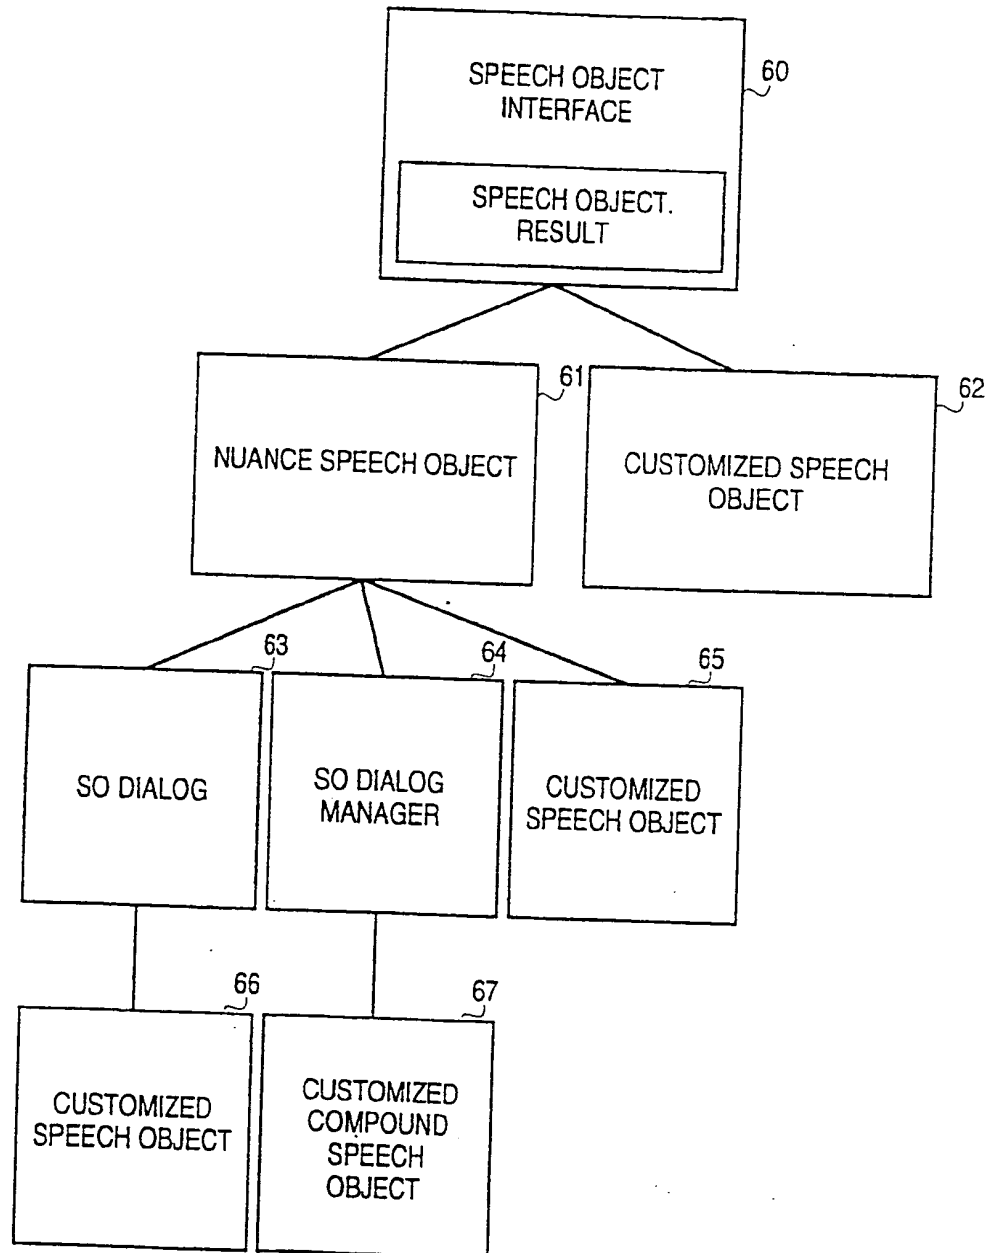 SPEECH OBJECT
INTERFACE
60
SPEECH OBJECT.
RESULT
61
NUANCE SPEECH OBJECT
62
CUSTOMIZED SPEECH
OBJECT
63
SO DIALOG
64
SO DIALOG
MANAGER
65
CUSTOMIZED
SPEECH OBJECT
66
CUSTOMIZED
SPEECH OBJECT
67
CUSTOMIZED
COMPOUND
SPEECH
OBJECT